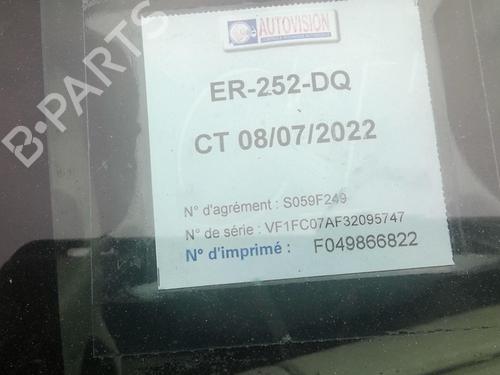 AUTOVISION
ER-252-DQ
CT 08/07/2022
N° d'agrément : S059F249
N° de série : VF1FC07AF32095747
N° d'imprimé : F049866822
B-PARTS